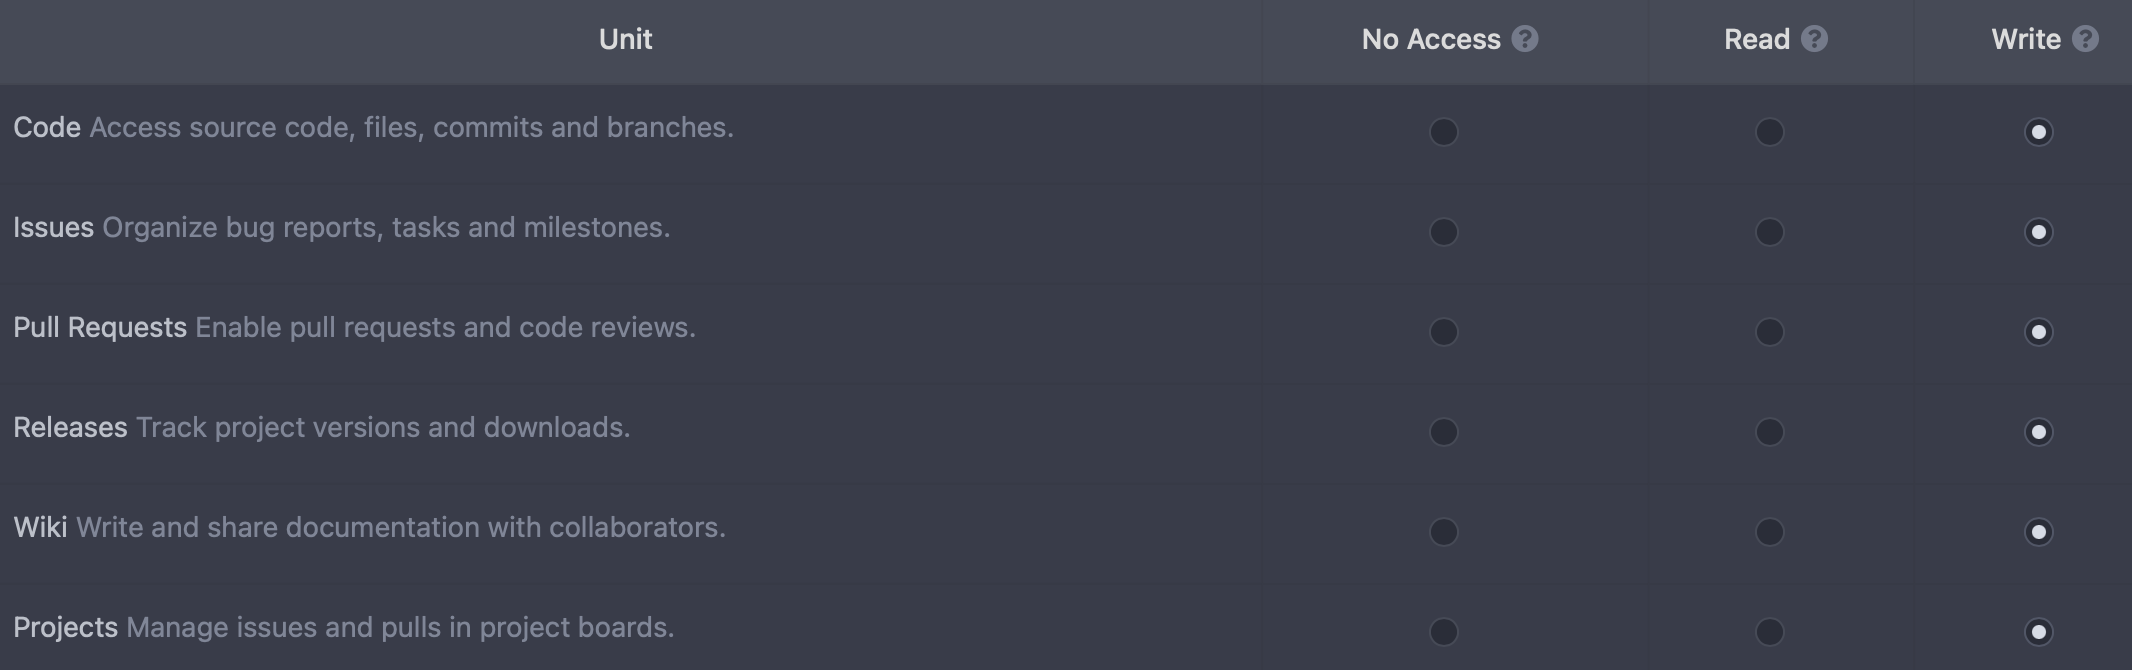 Unit No Access ? Read ? Write ?
Code Access source code, files, commits and branches.
Issues Organize bug reports, tasks and milestones.
Pull Requests Enable pull requests and code reviews.
Releases Track project versions and downloads.
Wiki Write and share documentation with collaborators.
Projects Manage issues and pulls in project boards.